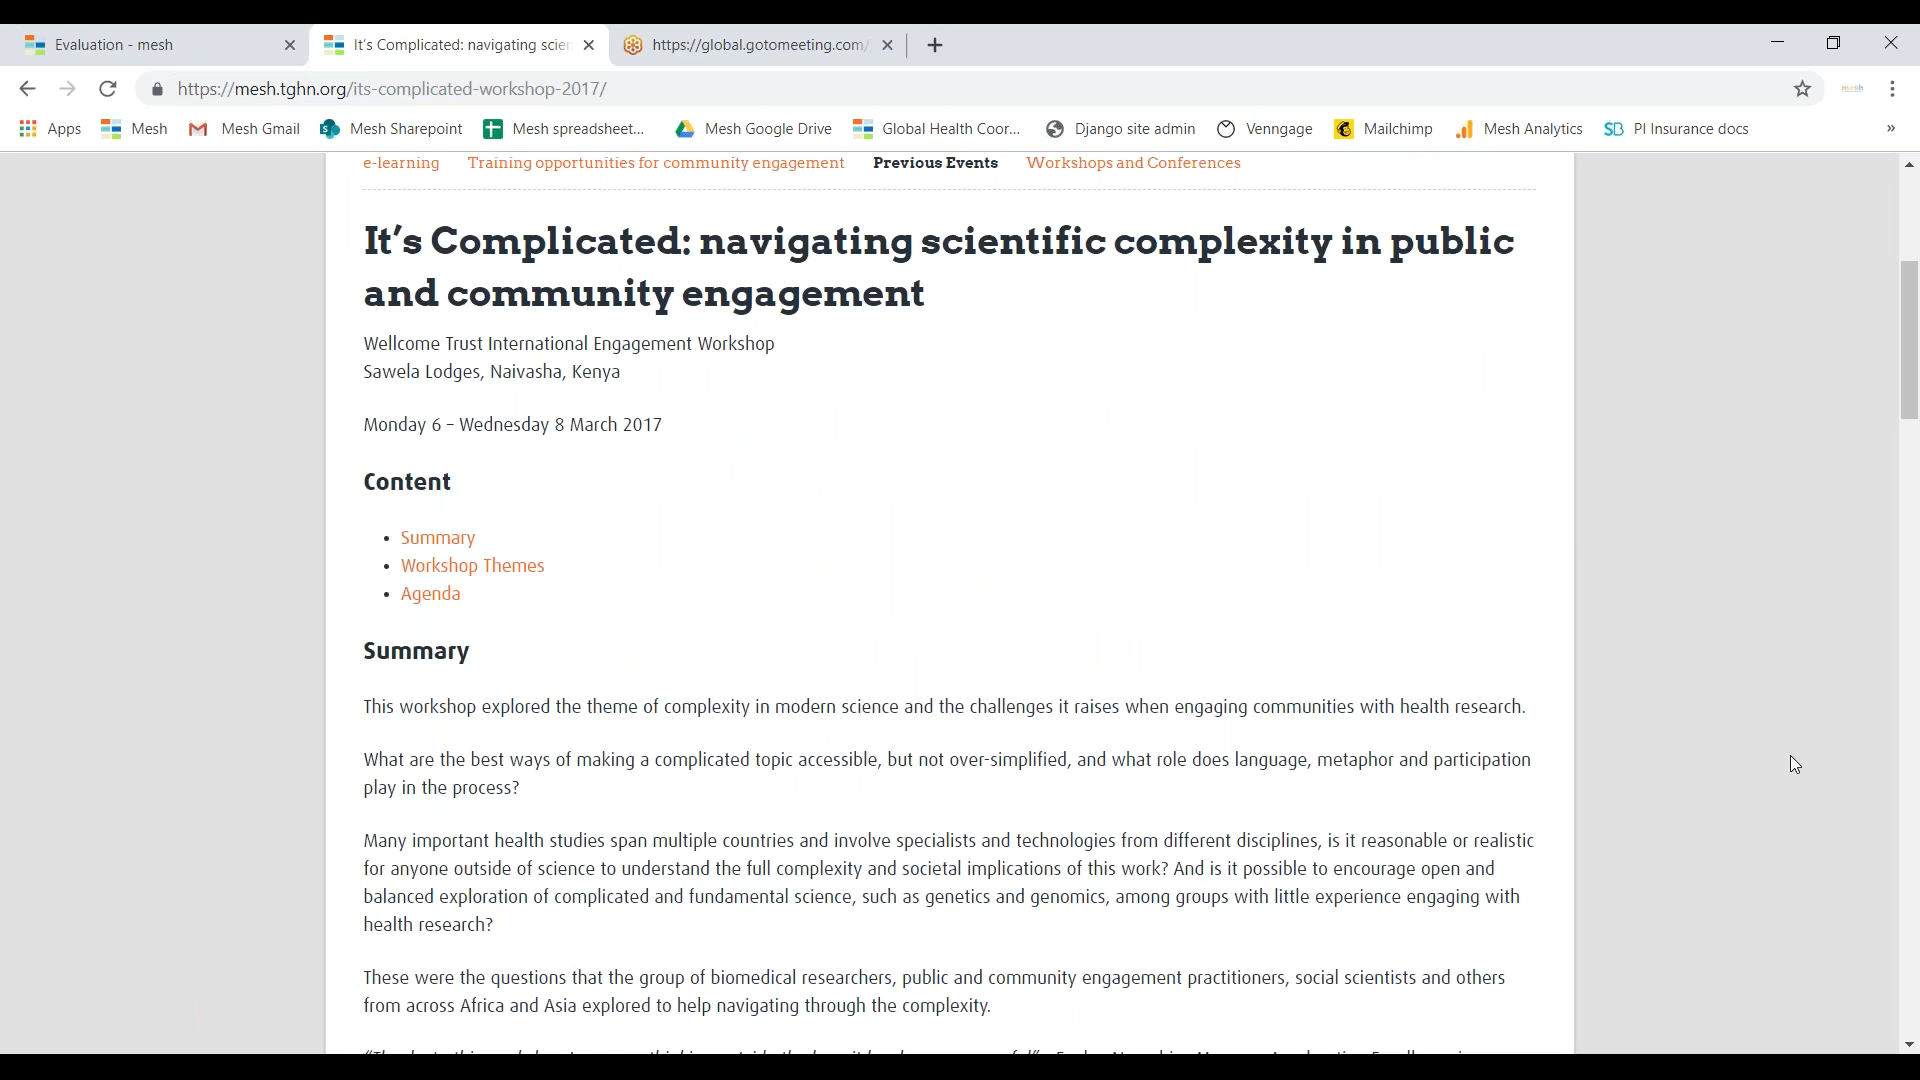 Evaluation - mesh
It's Complicated: navigating scien
https://global.gotomeeting.com/
https://mesh.tghn.org/its-complicated-workshop-2017/
mesh
Apps Mesh Mesh Gmail Mesh Sharepoint Mesh spreadsheet... Mesh Google Drive Global Health Coor... Django site admin Venngage Mailchimp Mesh Analytics PI Insurance docs »
e-learning Training opportunities for community engagement Previous Events Workshops and Conferences
It’s Complicated: navigating scientific complexity in public
and community engagement
Wellcome Trust International Engagement Workshop
Sawela Lodges, Naivasha, Kenya
Monday 6 – Wednesday 8 March 2017
Content
• Summary
• Workshop Themes
• Agenda
Summary
This workshop explored the theme of complexity in modern science and the challenges it raises when engaging communities with health research.
What are the best ways of making a complicated topic accessible, but not over-simplified, and what role does language, metaphor and participation
play in the process?
Many important health studies span multiple countries and involve specialists and technologies from different disciplines, is it reasonable or realistic
for anyone outside of science to understand the full complexity and societal implications of this work? And is it possible to encourage open and
balanced exploration of complicated and fundamental science, such as genetics and genomics, among groups with little experience engaging with
health research?
These were the questions that the group of biomedical researchers, public and community engagement practitioners, social scientists and others
from across Africa and Asia explored to help navigating through the complexity.